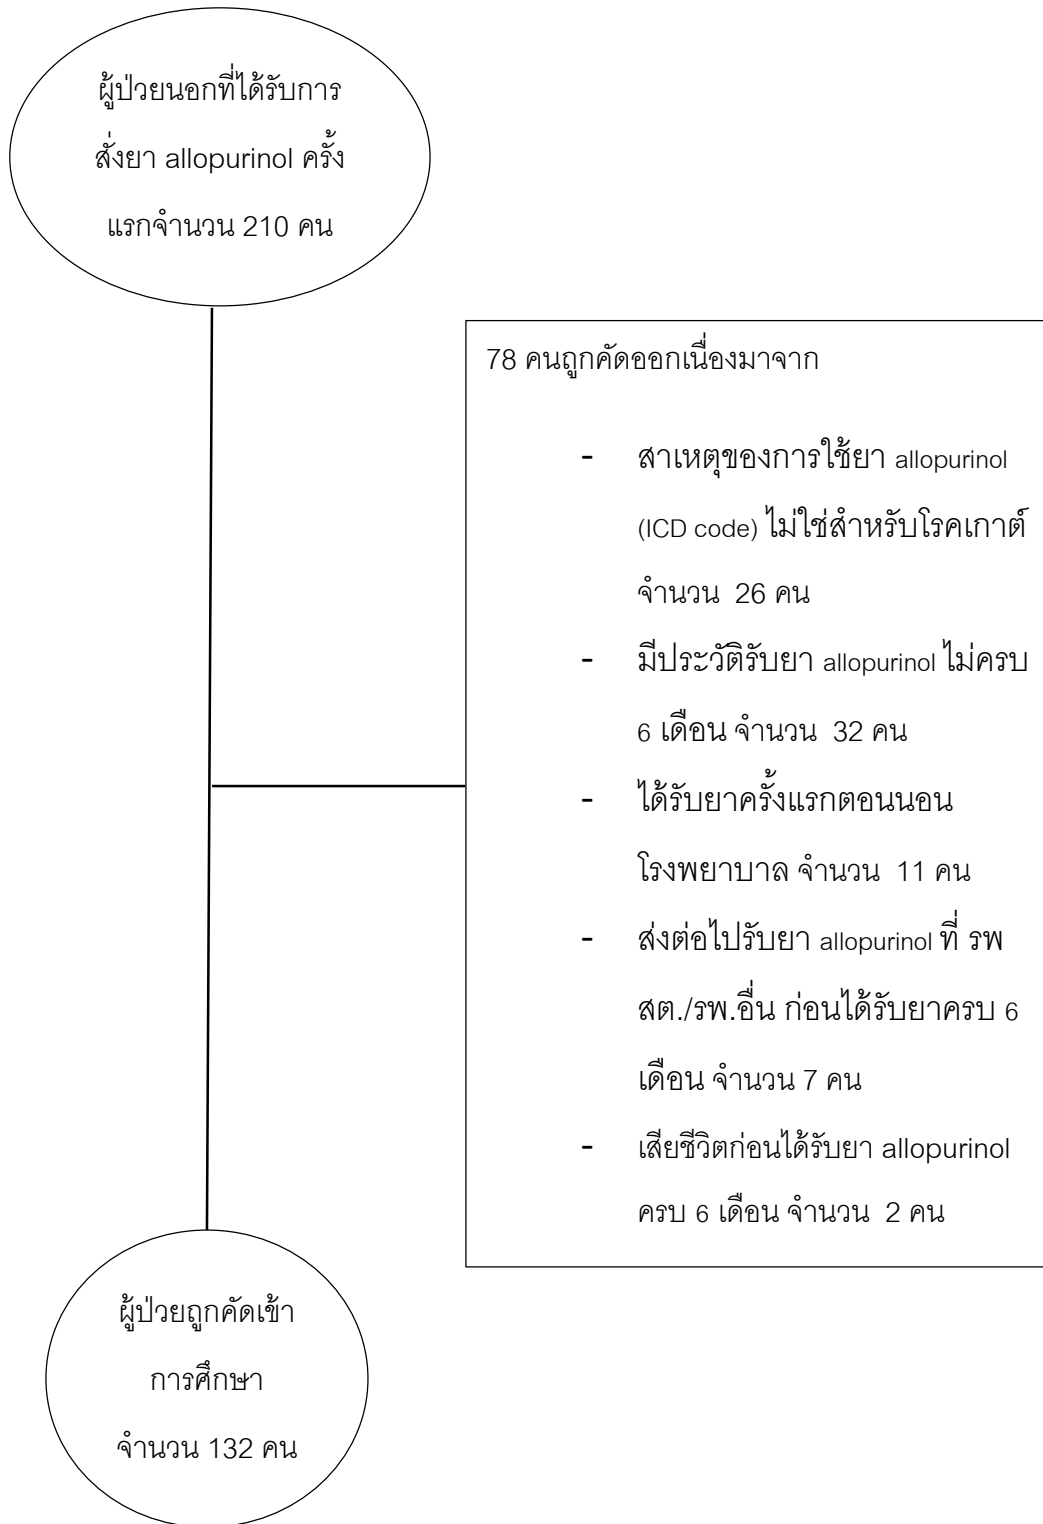 ผู้ป่วยนอกที่ได้รับการ
สั่งยา allopurinol ครั้ง
แรกจำนวน 210 คน
78 คนถูกคัดออกเนื่องมาจาก
- สาเหตุของการใช้ยา allopurinol
(ICD code) ไม่ใช่สำหรับโรคเกาต์
จำนวน 26 คน
- มีประวัติรับยา allopurinol ไม่ครบ
6 เดือน จำนวน 32 คน
- ได้รับยาครั้งแรกตอนนอน
โรงพยาบาล จำนวน 11 คน
- ส่งต่อไปรับยา allopurinol ที่ รพ
สต./รพ.อื่น ก่อนได้รับยาครบ 6
เดือน จำนวน 7 คน
- เสียชีวิตก่อนได้รับยา allopurinol
ครบ 6 เดือน จำนวน 2 คน
ผู้ป่วยถูกคัดเข้า
การศึกษา
จำนวน 132 คน